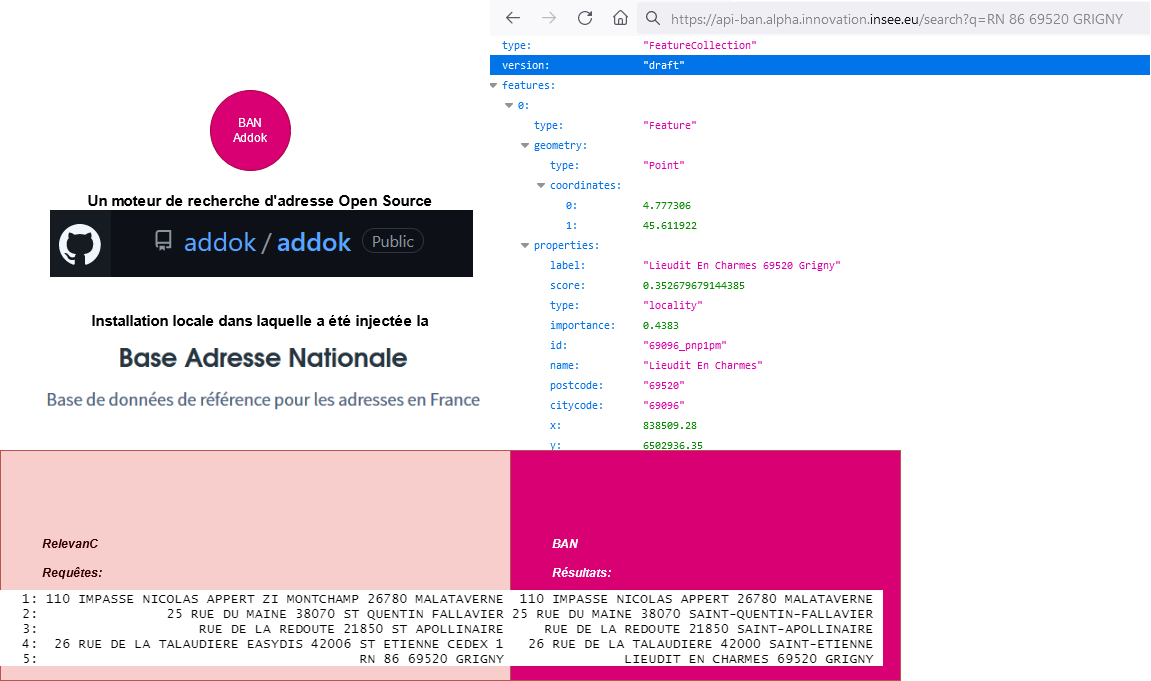 https://api-ban.alpha.innovation.insee.eu/search?q=RN 86 69520 GRIGNY
type: "FeatureCollection"
version: "draft"
features:
0:
type: "Feature"
geometry:
type: "Point"
coordinates:
0: 4.777306
1: 45.611922
properties:
label: "Lieudit En Charmes 69520 Grigny"
score: 0.352679679144385
type: "locality"
importance: 0.4383
id: "69096_pnp1pm"
name: "Lieudit En Charmes"
postcode: "69520"
citycode: "69096"
x: 838509.28
y: 6502936.35
BAN
Addok
Un moteur de recherche d'adresse Open Source
addok / addok Public
Installation locale dans laquelle a été injectée la
Base Adresse Nationale
Base de données de référence pour les adresses en France
RelevanC
Requêtes:
1: 110 IMPASSE NICOLAS APPERT ZI MONTCHAMP 26780 MALATAVERNE
2: 25 RUE DU MAINE 38070 ST QUENTIN FALLAVIER
3: RUE DE LA REDOUTE 21850 ST APOLLINAIRE
4: 26 RUE DE LA TALAUDIERE EASYDIS 42006 ST ETIENNE CEDEX 1
5: RN 86 69520 GRIGNY
BAN
Résultats:
110 IMPASSE NICOLAS APPERT 26780 MALATAVERNE
25 RUE DU MAINE 38070 SAINT-QUENTIN-FALLAVIER
RUE DE LA REDOUTE 21850 SAINT-APOLLINAIRE
26 RUE DE LA TALAUDIERE 42000 SAINT-ETIENNE
LIEUDIT EN CHARMES 69520 GRIGNY